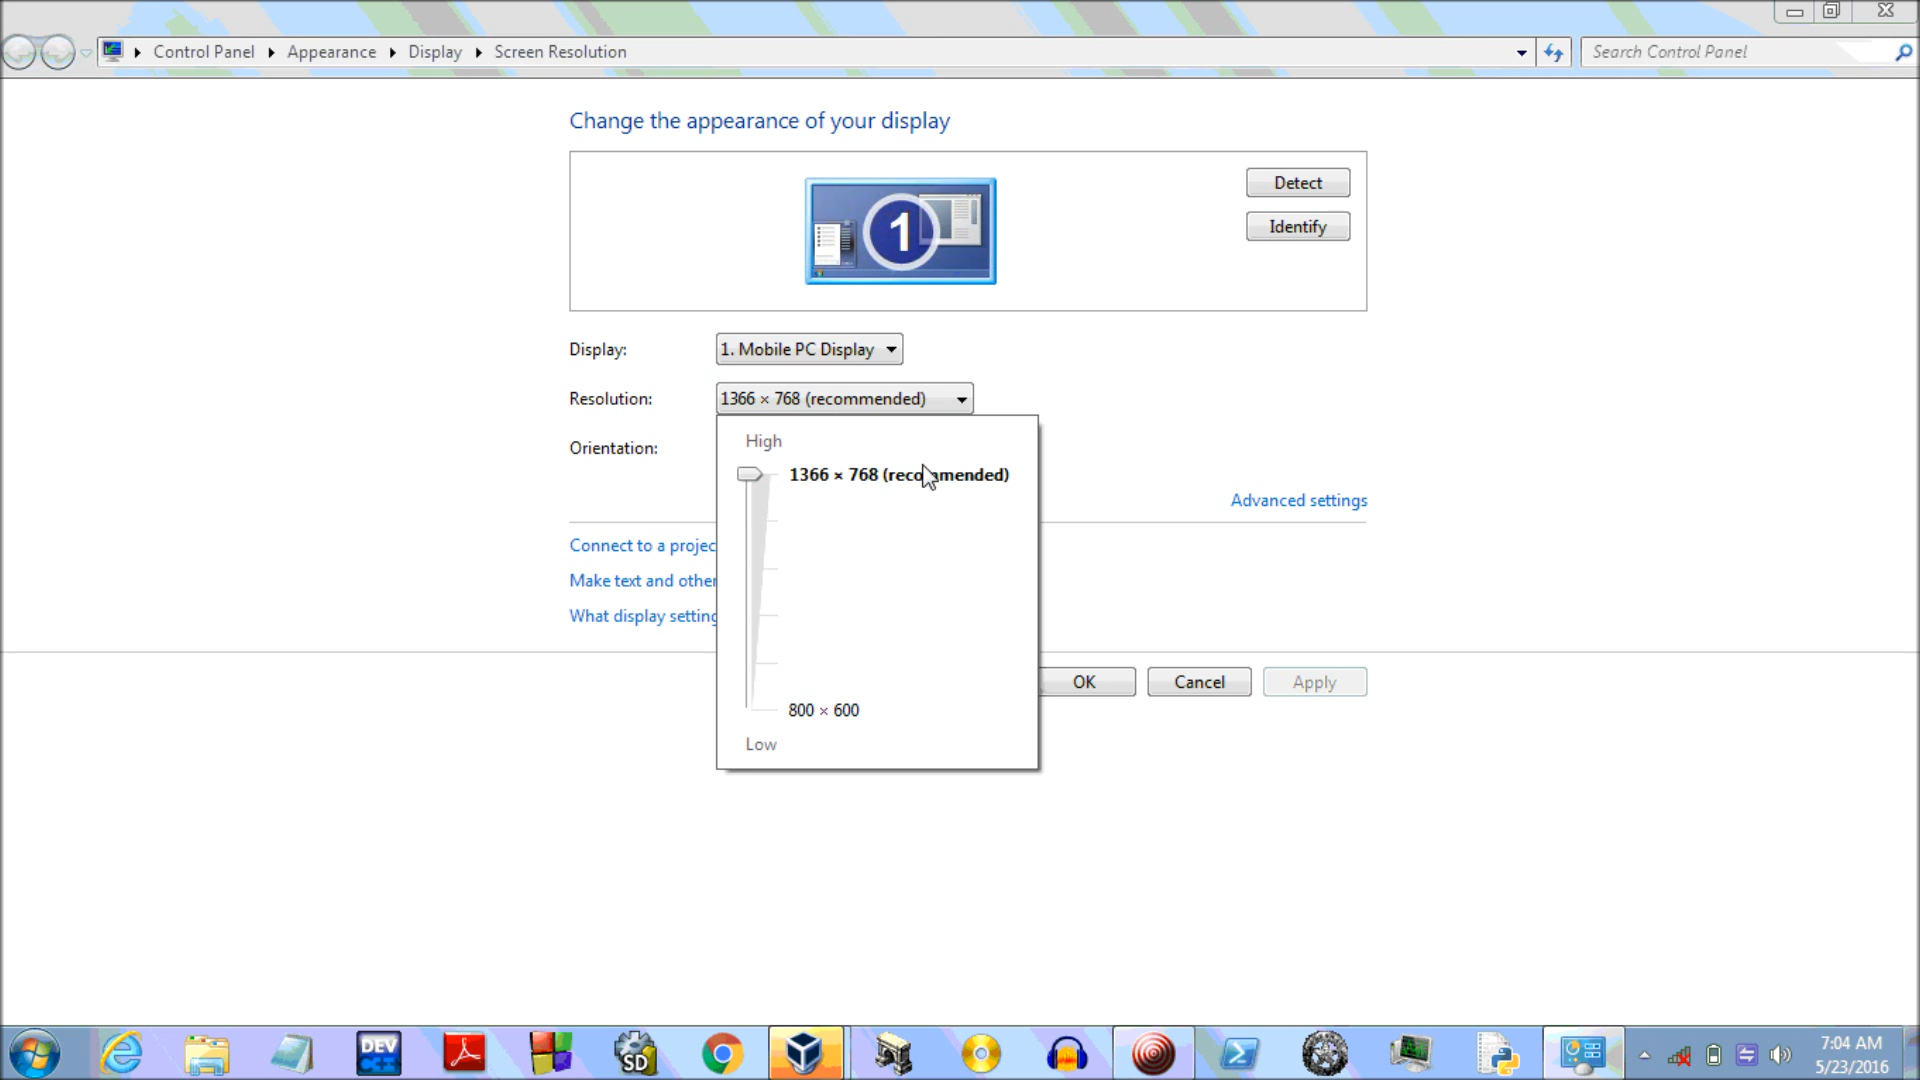 Control Panel
Appearance
Display
Screen Resolution
Search Control Panel
Change the appearance of your display
1
Detect
Identify
Display:
1. Mobile PC Display
Resolution:
1366 × 768 (recommended)
Orientation:
High
1366 × 768 (recommended)
Advanced settings
Connect to a projec
Make text and other
What display setting
800 × 600
Low
OK
Cancel
Apply
DEV
C++
SD
7:04 AM
5/23/2016